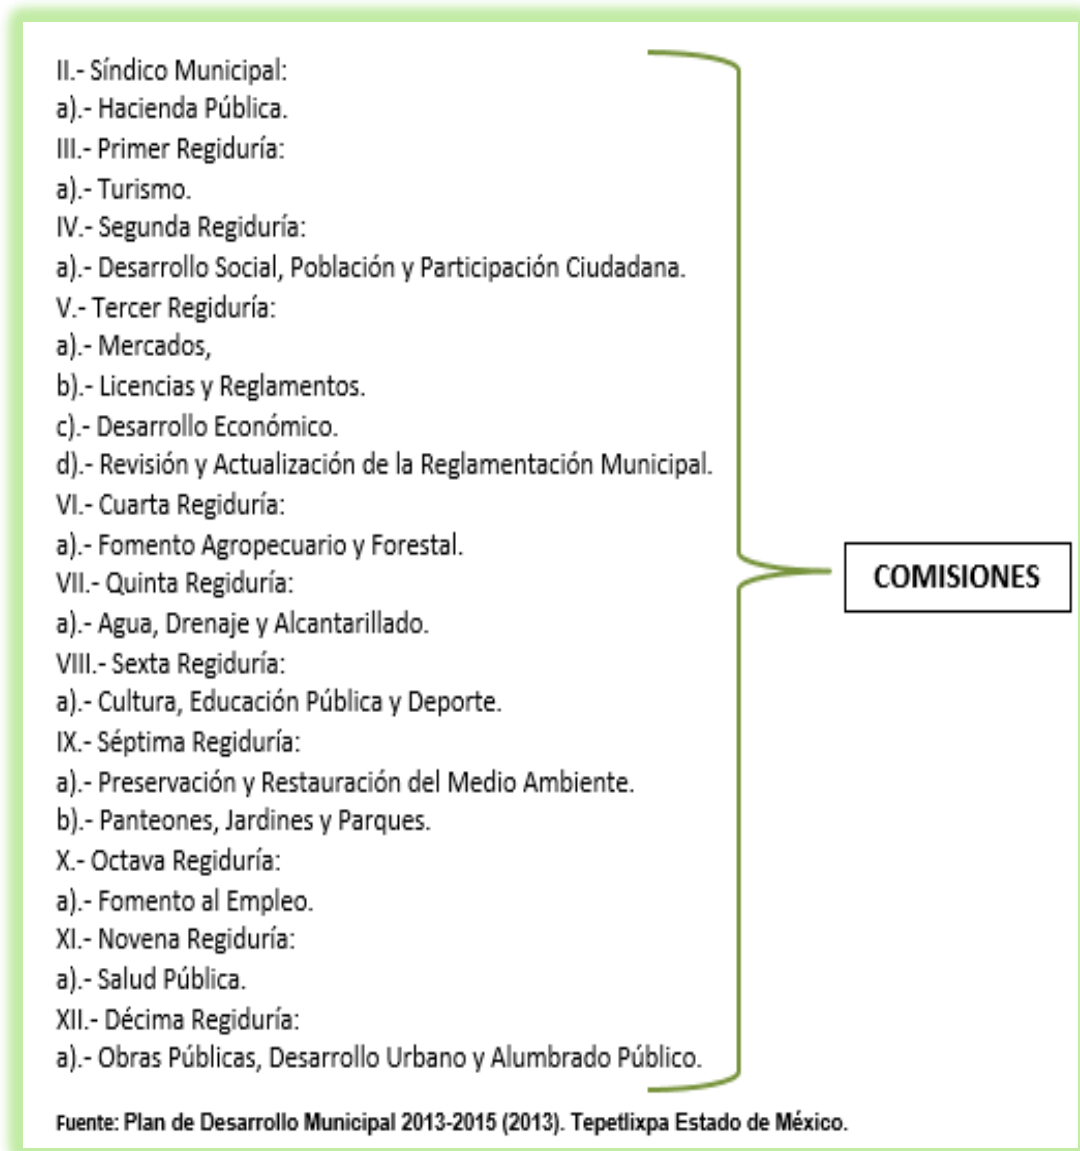 II.- Síndico Municipal:
a).- Hacienda Pública.
III.- Primer Regiduría:
a).- Turismo.
IV.- Segunda Regiduría:
a).- Desarrollo Social, Población y Participación Ciudadana.
V.- Tercer Regiduría:
a).- Mercados,
b).- Licencias y Reglamentos.
c).- Desarrollo Económico.
d).- Revisión y Actualización de la Reglamentación Municipal.
VI.- Cuarta Regiduría:
a).- Fomento Agropecuario y Forestal.
VII.- Quinta Regiduría:
a).- Agua, Drenaje y Alcantarillado.
VIII.- Sexta Regiduría:
a).- Cultura, Educación Pública y Deporte.
IX.- Séptima Regiduría:
a).- Preservación y Restauración del Medio Ambiente.
b).- Panteones, Jardines y Parques.
X.- Octava Regiduría:
a).- Fomento al Empleo.
XI.- Novena Regiduría:
a).- Salud Pública.
XII.- Décima Regiduría:
a).- Obras Públicas, Desarrollo Urbano y Alumbrado Público.
COMISIONES
Fuente: Plan de Desarrollo Municipal 2013-2015 (2013). Tepetlixpa Estado de México.